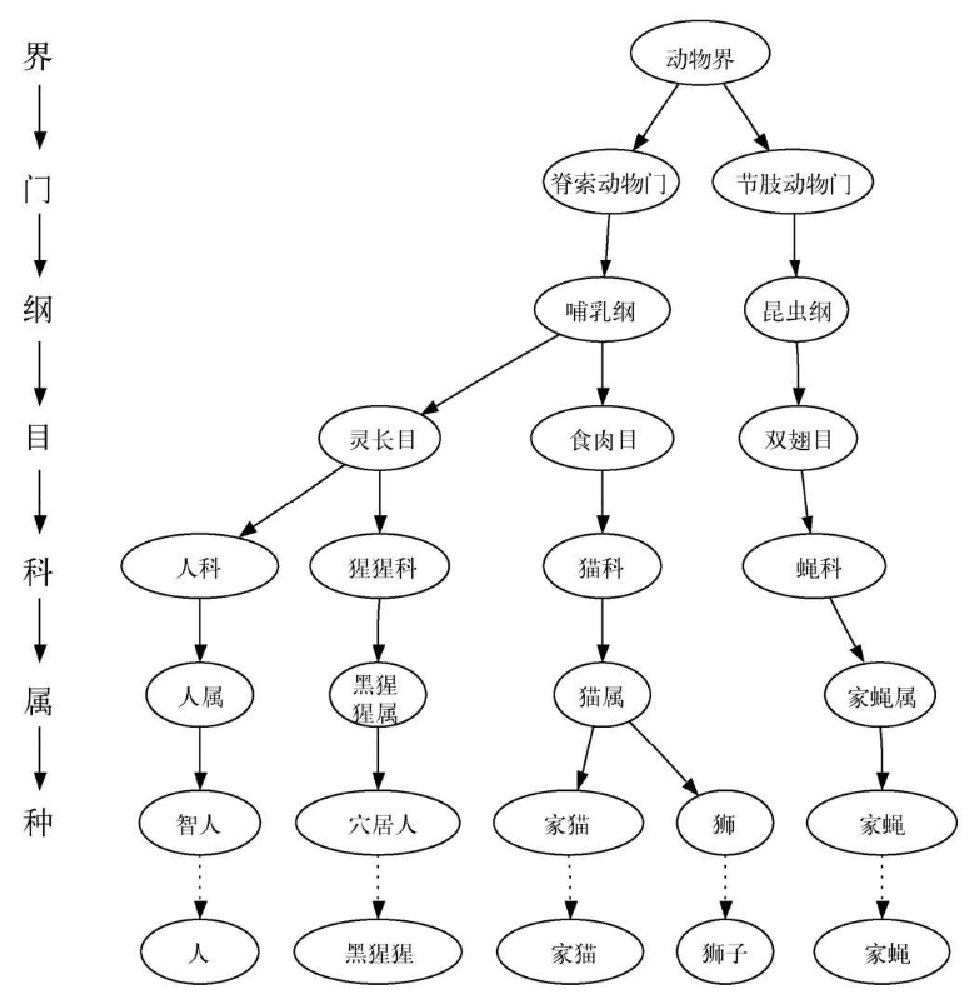 界
动物界
门
脊索动物门
节肢动物门
纲
哺乳纲
昆虫纲
目
灵长目
食肉目
双翅目
科
人科
猩猩科
猫科
蝇科
属
人属
黑猩
猩属
猫属
家蝇属
种
智人
穴居人
家猫
狮
家蝇
人
黑猩猩
家猫
狮子
家蝇